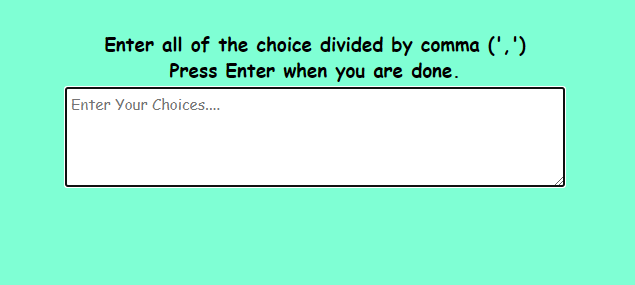 Enter all of the choice divided by comma (',')
Press Enter when you are done.
Enter Your Choices....